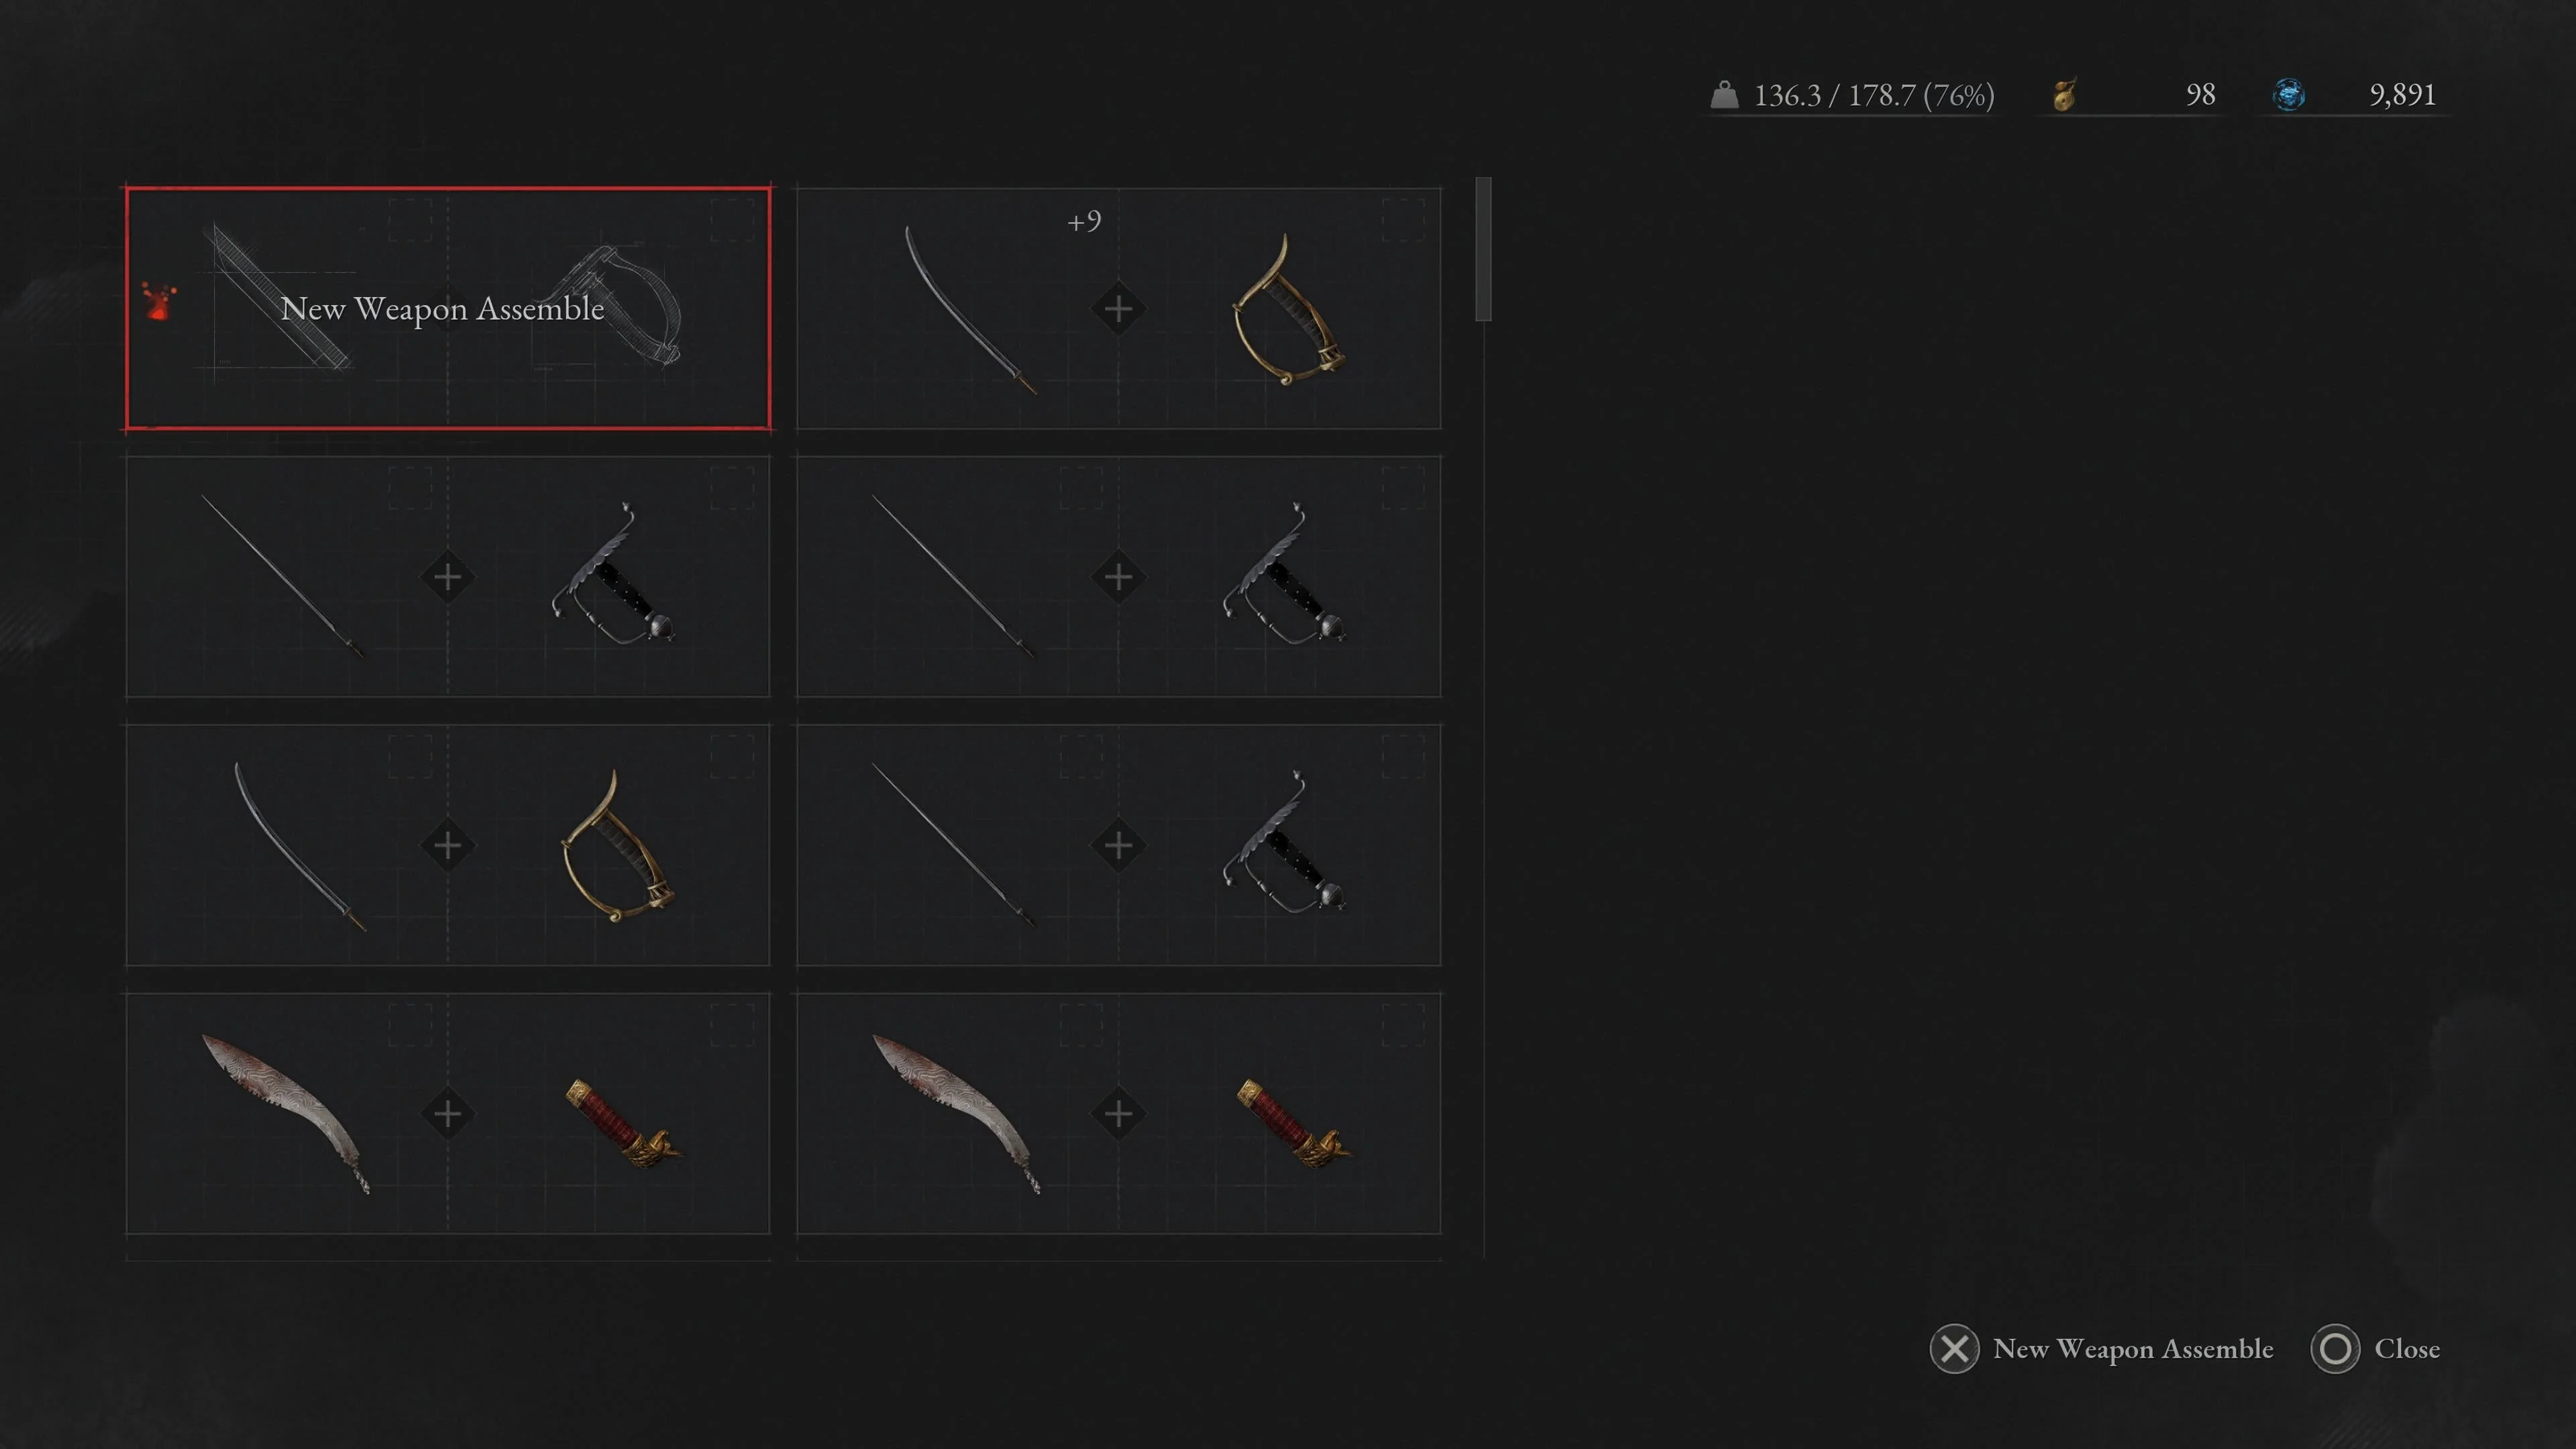 136.3 / 178.7 (76%)
98
9,891
New Weapon Assemble
+9
New Weapon Assemble
Close